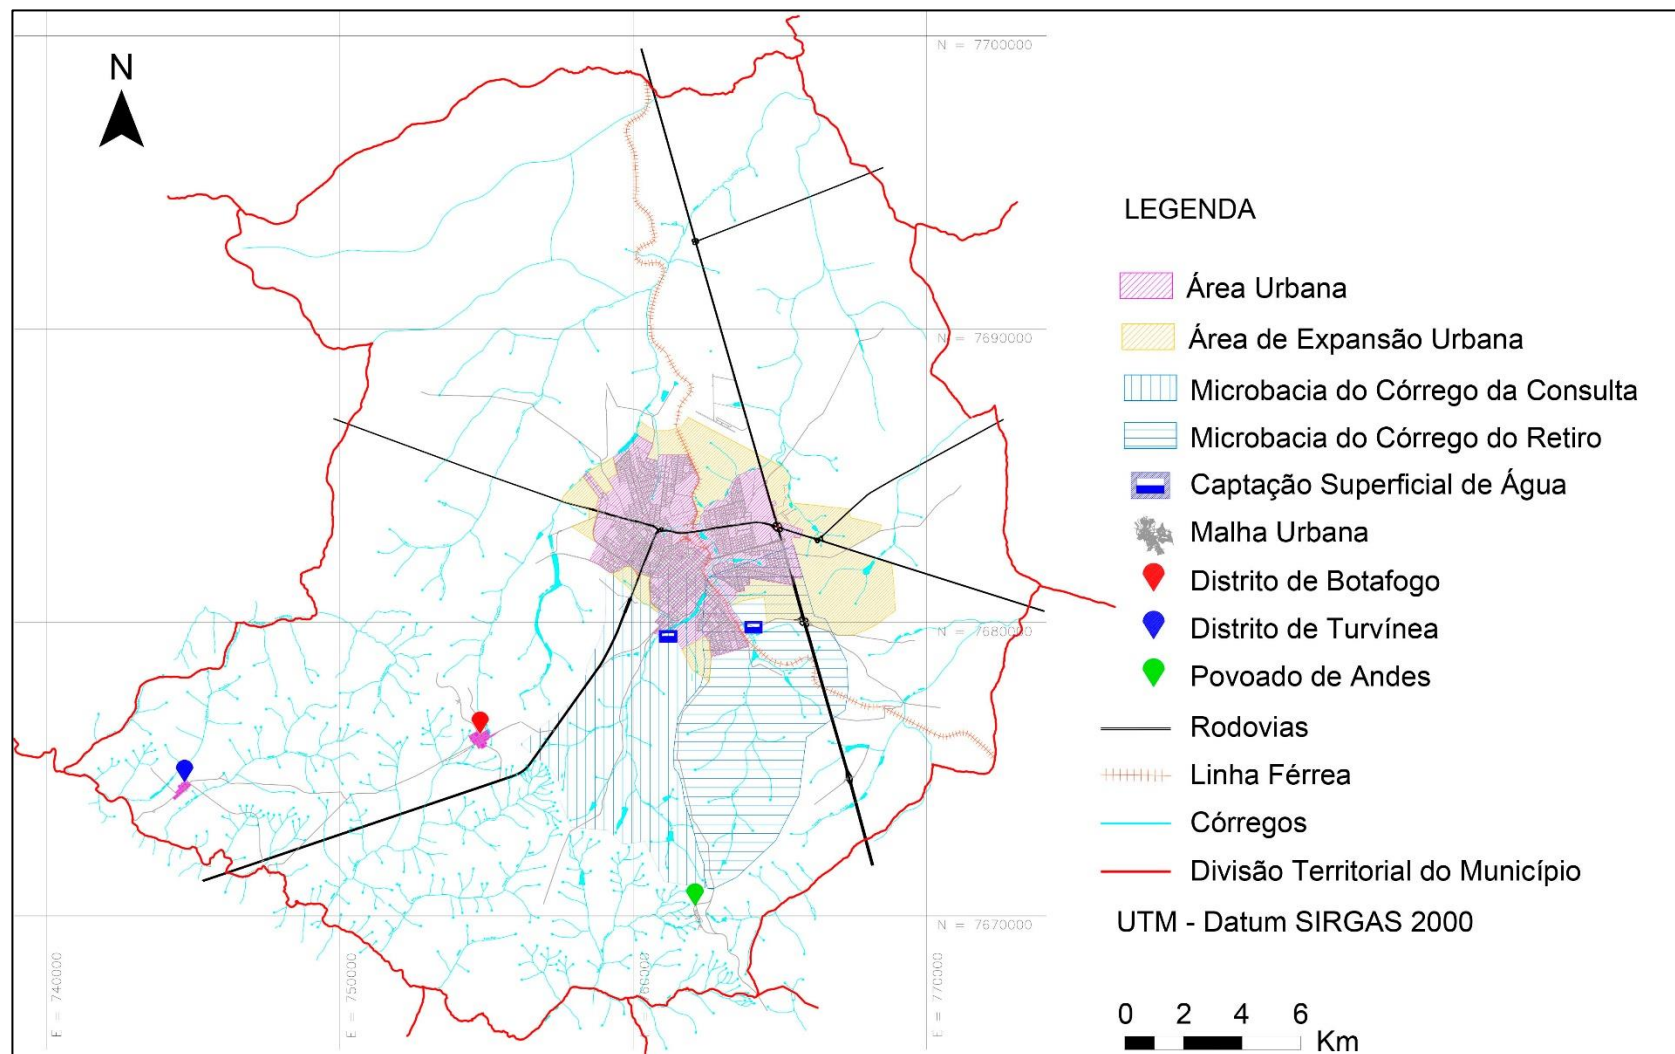 N
N = 7700000
N = 7690000
N = 7680000
N = 7670000
E = 740000
E = 750000
E = 770000
LEGENDA
Área Urbana
Área de Expansão Urbana
Microbacia do Córrego da Consulta
Microbacia do Córrego do Retiro
Captação Superficial de Água
Malha Urbana
Distrito de Botafogo
Distrito de Turvínea
Povoado de Andes
Rodovias
Linha Férrea
Córregos
Divisão Territorial do Município
UTM - Datum SIRGAS 2000
0 2 4 6
Km